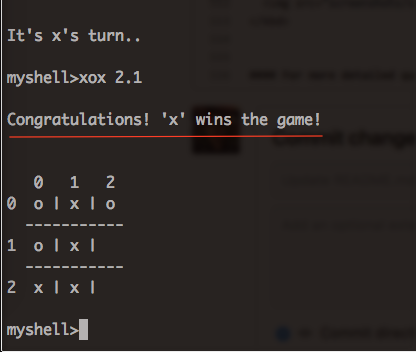 It's x's turn..
myshell>xox 2.1
Congratulations! 'x' wins the game!
0 1 2
0 o | x | o
-----------
1 o | x |
-----------
2 x | x |
myshell>